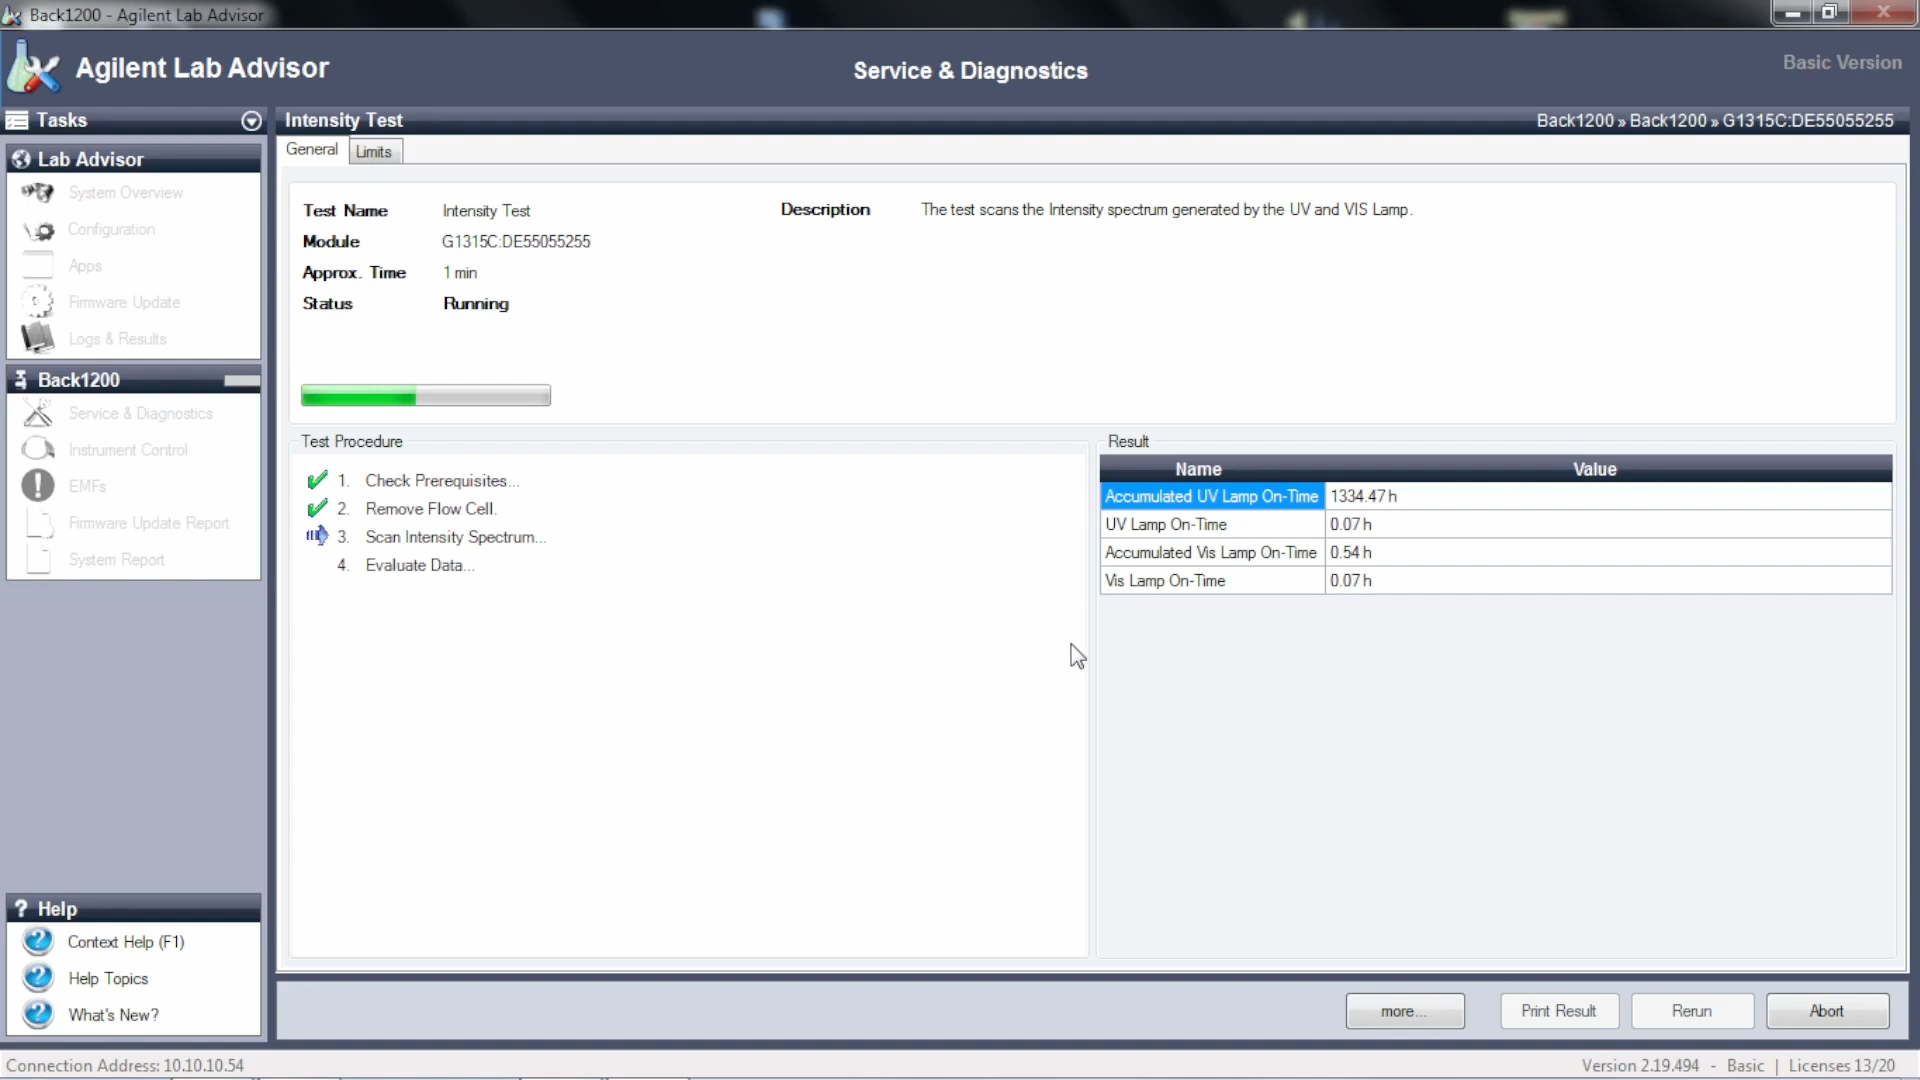 Back1200 - Agilent Lab Advisor
Agilent Lab Advisor
Service & Diagnostics
Basic Version
Tasks
Intensity Test
Back1200 » Back1200 » G1315C:DE55055255
General
Limits
Lab Advisor
System Overview
Configuration
Apps
Firmware Update
Logs & Results
Back1200
Service & Diagnostics
Instrument Control
EMFs
Firmware Update Report
System Report
Test Name Intensity Test
Description The test scans the Intensity spectrum generated by the UV and VIS Lamp.
Module G1315C:DE55055255
Approx. Time 1 min
Status Running
Test Procedure
1. Check Prerequisites...
2. Remove Flow Cell.
3. Scan Intensity Spectrum...
4. Evaluate Data...
Result
Name Value
Accumulated UV Lamp On-Time 1334.47 h
UV Lamp On-Time 0.07 h
Accumulated Vis Lamp On-Time 0.54 h
Vis Lamp On-Time 0.07 h
? Help
Context Help (F1)
Help Topics
What's New?
more...
Print Result
Rerun
Abort
Connection Address: 10.10.10.54
Version 2.19.494 - Basic | Licenses 13/20